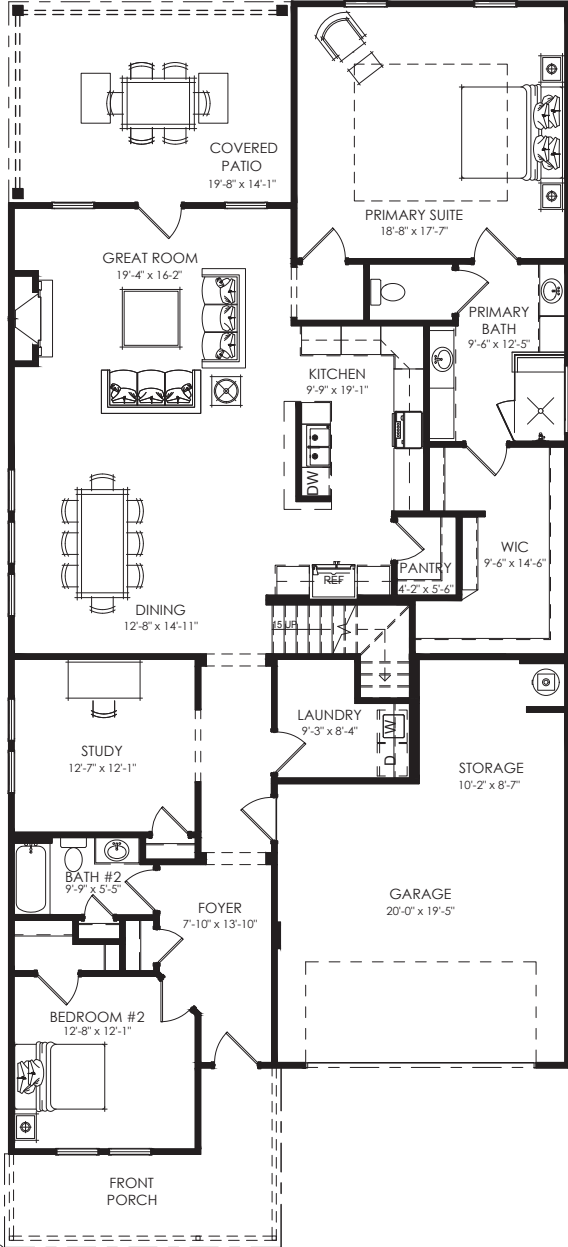 COVERED
PATIO
19'-8" x 14'-1"
PRIMARY SUITE
18'-8" x 17'-7"
GREAT ROOM
19'-4" x 16'-2"
PRIMARY
BATH
9'-6" x 12'-5"
KITCHEN
9'-9" x 19'-1"
DW
WIC
9'-6" x 14'-6"
PANTRY
4'-2" x 5'-6"
REF
DINING
12'-8" x 14'-11"
15 UP
LAUNDRY
9'-3" x 8'-4"
W
D
STUDY
12'-7" x 12'-1"
STORAGE
10'-2" x 8'-7"
BATH #2
9'-9" x 5'-5"
FOYER
7'-10" x 13'-10"
GARAGE
20'-0" x 19'-5"
BEDROOM #2
12'-8" x 12'-1"
FRONT
PORCH